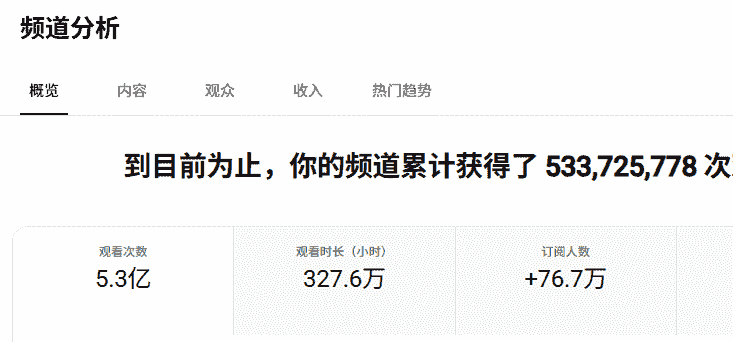 频道分析
概览 内容 观众 收入 热门趋势
到目前为止，你的频道累计获得了 533,725,778 次
观看次数 观看时长（小时） 订阅人数
5.3亿 327.6万 +76.7万